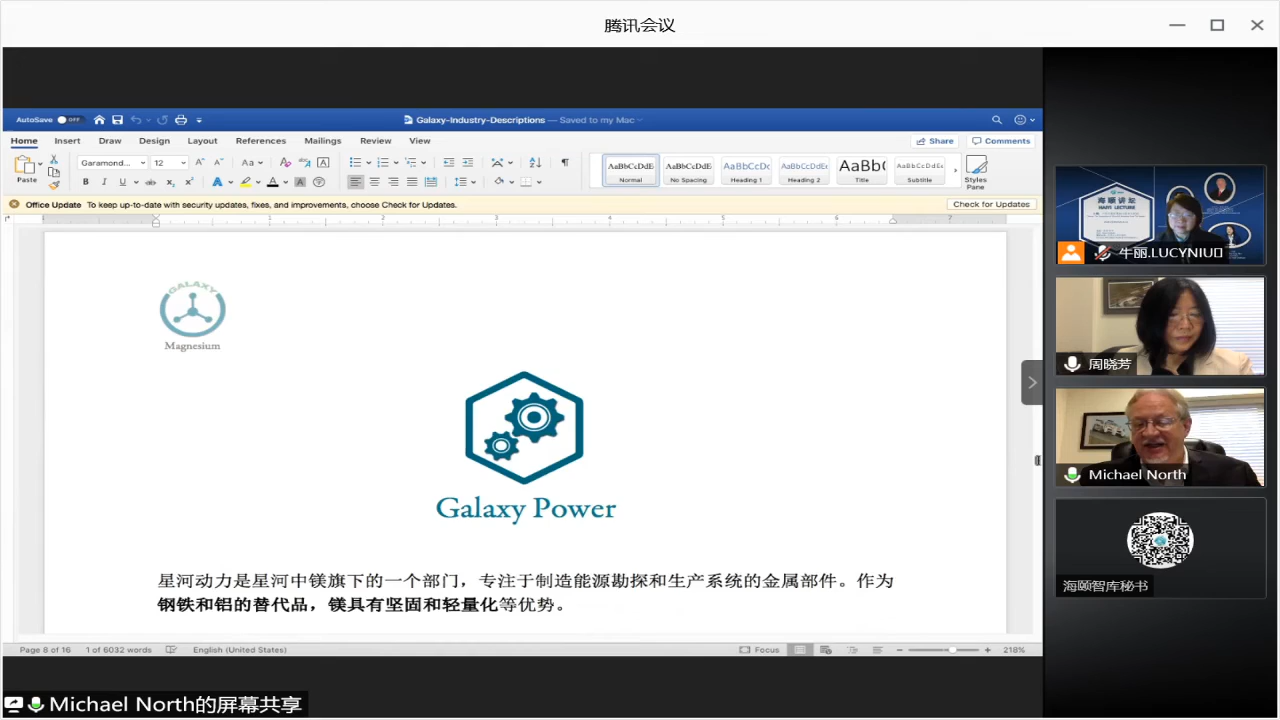 腾讯会议
AutoSave OFF
Galaxy-Industry-Descriptions — Saved to my Mac
Home Insert Draw Design Layout References Mailings Review View
Share Comments
Paste
Garamond... 12
AaBbCcDdE AaBbCcDdE AaBbCcDc AaBbCcDdE AaBb( AaBbCcDdEe
Normal No Spacing Heading 1 Heading 2 Title Subtitle
Styles Pane
Office Update To keep up-to-date with security updates, fixes, and improvements, choose Check for Updates.
Check for Updates
GALAXY
Magnesium
Galaxy Power
星河动力是星河中镁旗下的一个部门，专注于制造能源勘探和生产系统的金属部件。作为
钢铁和铝的替代品，镁具有坚固和轻量化等优势。
Page 8 of 16 1 of 6032 words English (United States)
Focus
218%
Michael North的屏幕共享
海颐讲坛
HAIYI LECTURE
牛丽.LUCYNIU
周晓芳
Michael North
海颐智库秘书